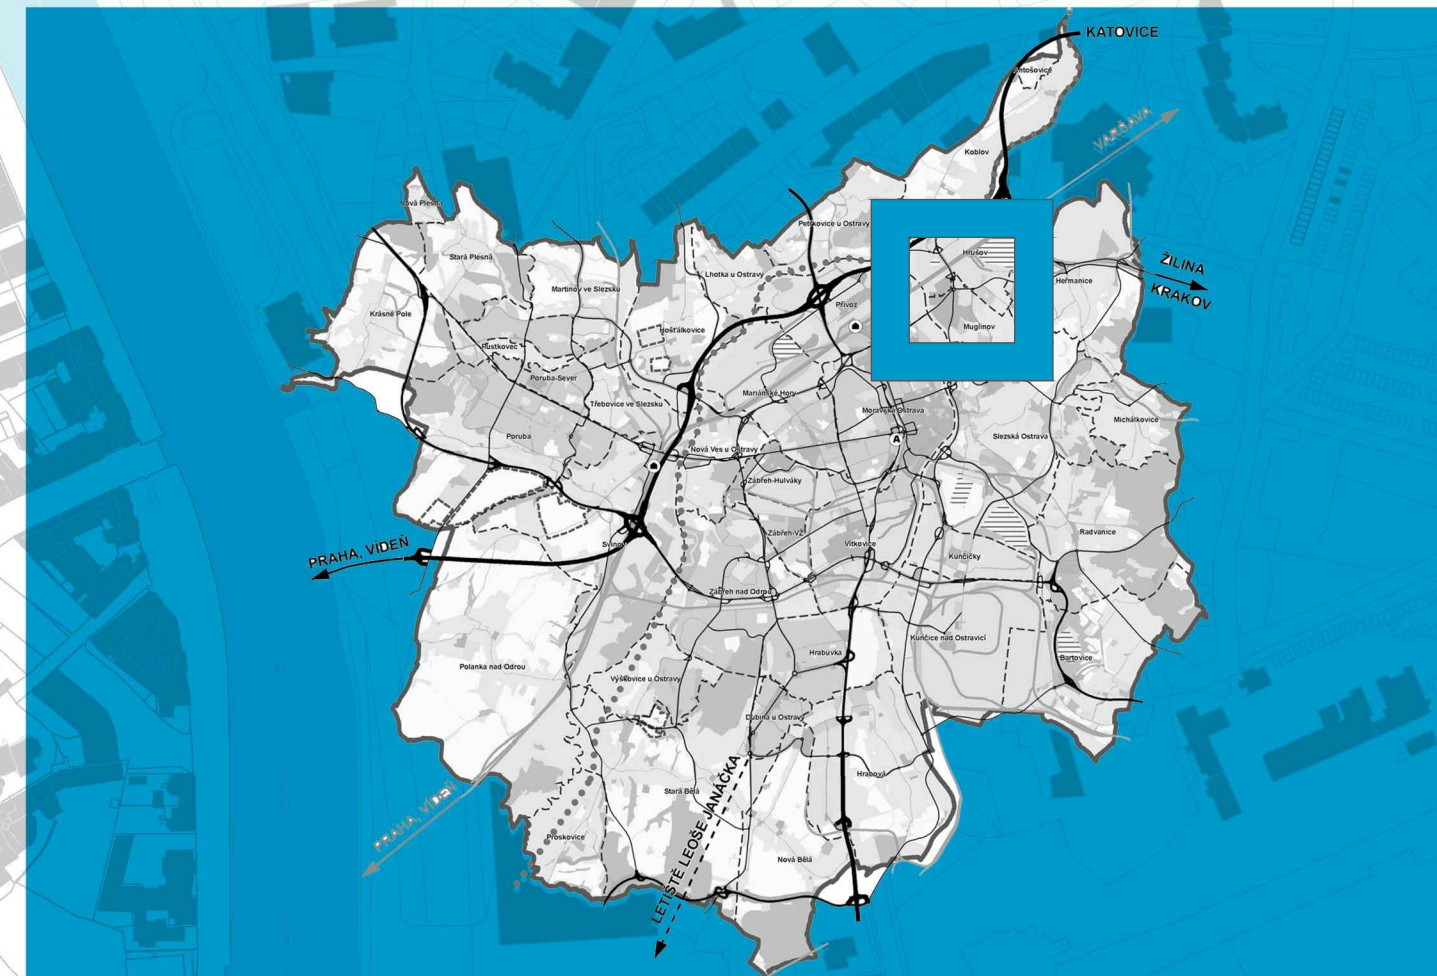 KATOVICE
Antošovice
VARŠAVA
Koblov
Nová Plesná
Petřkovice u Ostravy
Hrušov
Stará Plesná
ŽILINA
Lhotka u Ostravy
Heřmanice
Martinov ve Slezsku
KRAKOV
Přívoz
Krásné Pole
Muglinov
Hošťálkovice
Pustkovec
Poruba-Sever
Mariánské Hory
Třebovice ve Slezsku
Moravská Ostrava
Michálkovice
Poruba
Slezská Ostrava
A
Nová Ves u Ostravy
Zábřeh-Hulváky
Zábřeh-VŽ
Radvanice
Svinov
Vítkovice
PRAHA, VÍDEŇ
Kunčičky
Zábřeh nad Odrou
Kunčice nad Ostravicí
Hrabůvka
Bartovice
Polanka nad Odrou
Výškovice u Ostravy
Dubina u Ostravy
Hrabová
Stará Bělá
PRAHA, VÍDEŇ
LETIŠTĚ LEOŠE JANÁČKA
Proskovice
Nová Bělá